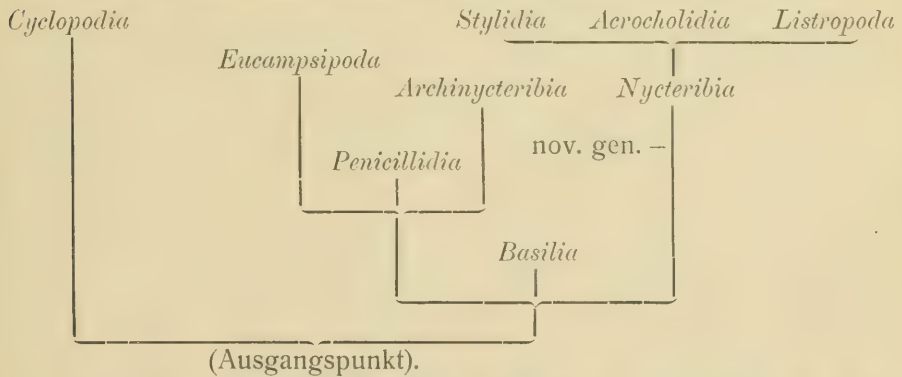 Cyclopodia Stylidia Acrocholidia Listropoda
Eucampsipoda
Archinycteribia Nycteribia
nov. gen. –
Penicillidia
Basilia
(Ausgangspunkt).